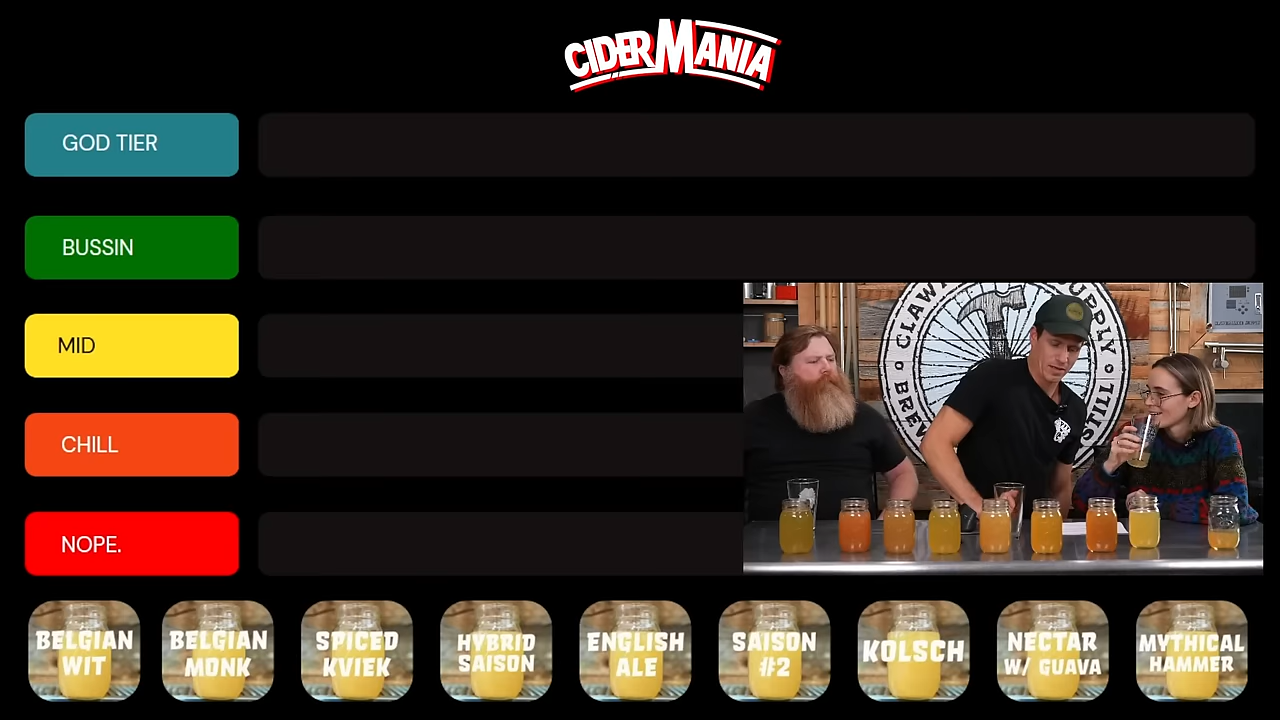 CIDERMANIA
GOD TIER
BUSSIN
MID
CHILL
NOPE.
BELGIAN
WIT
BELGIAN
MONK
SPICED
KVIEK
HYBRID
SAISON
ENGLISH
ALE
SAISON
#2
KOLSCH
NECTAR
W/ GUAVA
MYTHICAL
HAMMER